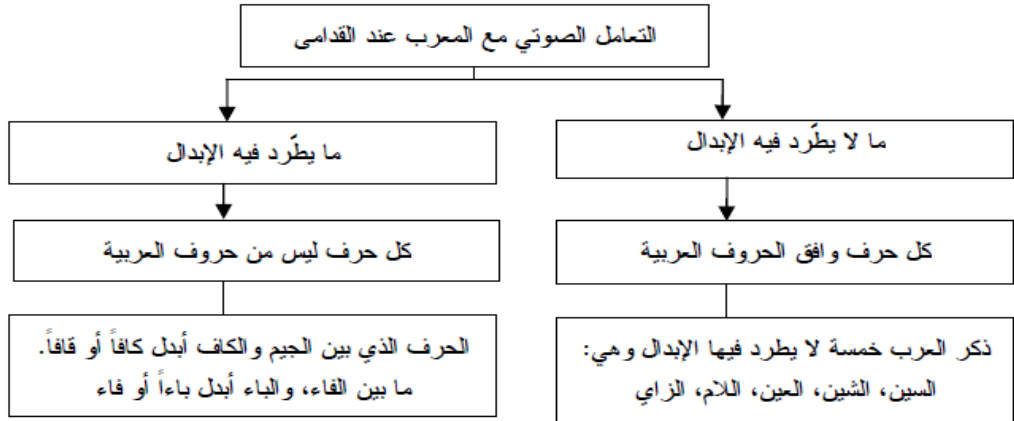 التعامل الصوتي مع المعرب عند القدامى
ما لا يطّرد فيه الإبدال
ما يطّرد فيه الإبدال
كل حرف وافق الحروف العربية
كل حرف ليس من حروف العربية
ذكر العرب خمسة لا يطرد فيها الإبدال وهي:
السين، الشين، العين، اللام، الزاي
الحرف الذي بين الجيم والكاف أبدل كافاً أو قافاً.
ما بين الفاء، والباء أبدل باءاً أو فاء